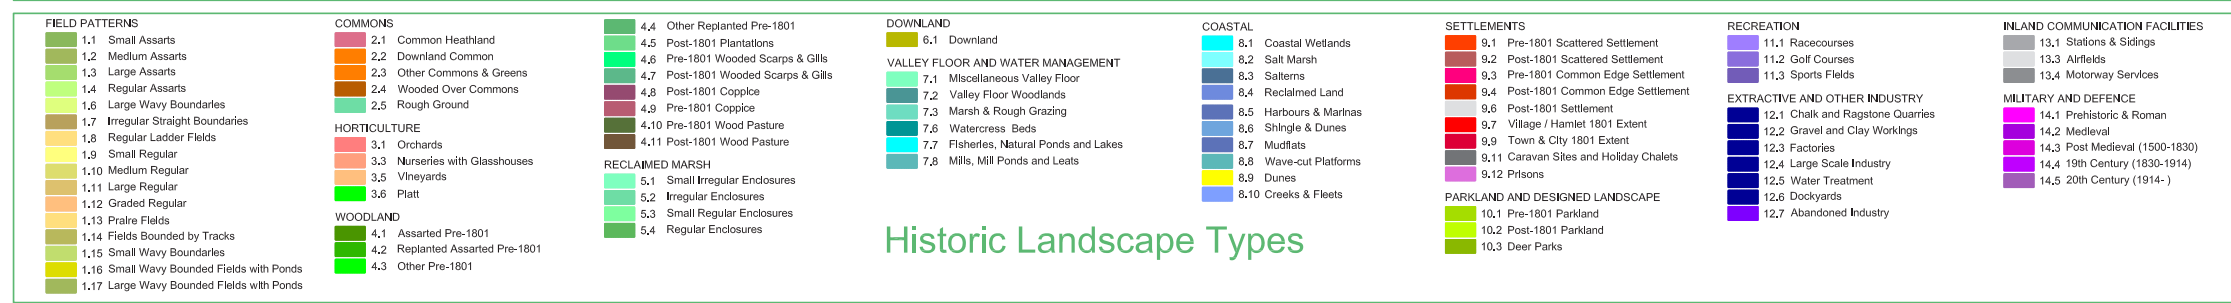 FIELD PATTERNS
1.1 Small Assarts
1.2 Medium Assarts
1.3 Large Assarts
1.4 Regular Assarts
1.6 Large Wavy Boundaries
1.7 Irregular Straight Boundaries
1.8 Regular Ladder Fields
1.9 Small Regular
1.10 Medium Regular
1.11 Large Regular
1.12 Graded Regular
1.13 Praire Fields
1.14 Fields Bounded by Tracks
1.15 Small Wavy Boundaries
1.16 Small Wavy Bounded Fields with Ponds
1.17 Large Wavy Bounded Fields with Ponds
COMMONS
2.1 Common Heathland
2.2 Downland Common
2.3 Other Commons & Greens
2.4 Wooded Over Commons
2.5 Rough Ground
HORTICULTURE
3.1 Orchards
3.3 Nurseries with Glasshouses
3.5 Vineyards
3.6 Platt
WOODLAND
4.1 Assarted Pre-1801
4.2 Replanted Assarted Pre-1801
4.3 Other Pre-1801
4.4 Other Replanted Pre-1801
4.5 Post-1801 Plantations
4.6 Pre-1801 Wooded Scarps & Gills
4.7 Post-1801 Wooded Scarps & Gills
4.8 Post-1801 Coppice
4.9 Pre-1801 Coppice
4.10 Pre-1801 Wood Pasture
4.11 Post-1801 Wood Pasture
RECLAIMED MARSH
5.1 Small Irregular Enclosures
5.2 Irregular Enclosures
5.3 Small Regular Enclosures
5.4 Regular Enclosures
DOWNLAND
6.1 Downland
VALLEY FLOOR AND WATER MANAGEMENT
7.1 Miscellaneous Valley Floor
7.2 Valley Floor Woodlands
7.3 Marsh & Rough Grazing
7.6 Watercress Beds
7.7 Fisheries, Natural Ponds and Lakes
7.8 Mills, Mill Ponds and Leats
COASTAL
8.1 Coastal Wetlands
8.2 Salt Marsh
8.3 Salterns
8.4 Reclaimed Land
8.5 Harbours & Marinas
8.6 Shingle & Dunes
8.7 Mudflats
8.8 Wave-cut Platforms
8.9 Dunes
8.10 Creeks & Fleets
SETTLEMENTS
9.1 Pre-1801 Scattered Settlement
9.2 Post-1801 Scattered Settlement
9.3 Pre-1801 Common Edge Settlement
9.4 Post-1801 Common Edge Settlement
9.6 Post-1801 Settlement
9.7 Village / Hamlet 1801 Extent
9.9 Town & City 1801 Extent
9.11 Caravan Sites and Holiday Chalets
9.12 Prisons
PARKLAND AND DESIGNED LANDSCAPE
10.1 Pre-1801 Parkland
10.2 Post-1801 Parkland
10.3 Deer Parks
RECREATION
11.1 Racecourses
11.2 Golf Courses
11.3 Sports Fields
EXTRACTIVE AND OTHER INDUSTRY
12.1 Chalk and Ragstone Quarries
12.2 Gravel and Clay Workings
12.3 Factories
12.4 Large Scale Industry
12.5 Water Treatment
12.6 Dockyards
12.7 Abandoned Industry
INLAND COMMUNICATION FACILITIES
13.1 Stations & Sidings
13.3 Airfields
13.4 Motorway Services
MILITARY AND DEFENCE
14.1 Prehistoric & Roman
14.2 Medieval
14.3 Post Medieval (1500-1830)
14.4 19th Century (1830-1914)
14.5 20th Century (1914- )
Historic Landscape Types